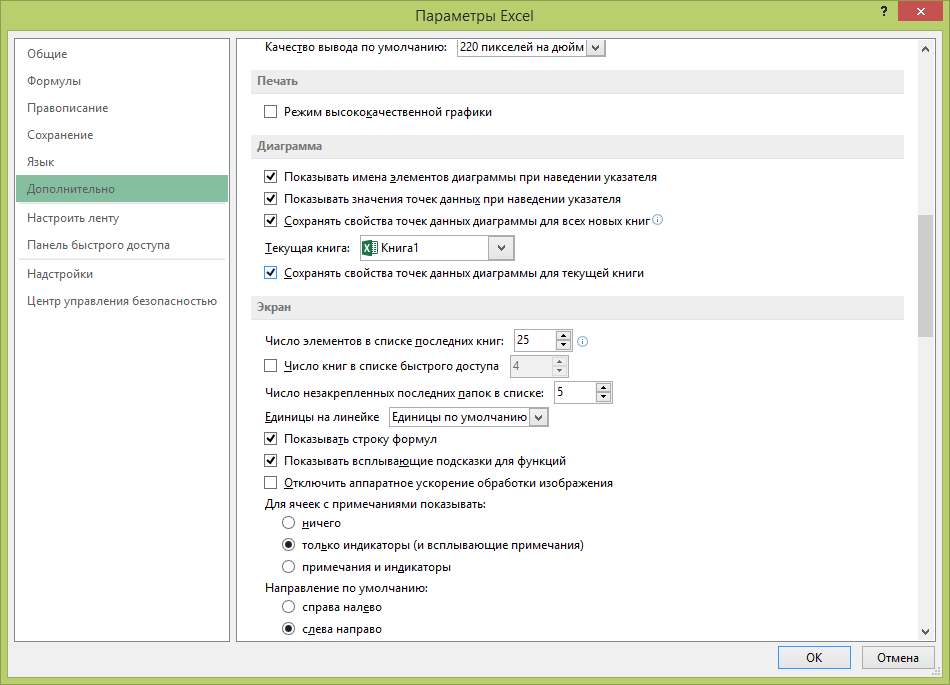 Параметры Excel
?
Общие
Формулы
Правописание
Сохранение
Язык
Дополнительно
Настроить ленту
Панель быстрого доступа
Надстройки
Центр управления безопасностью
Качество вывода по умолчанию: 220 пикселей на дюйм
Печать
Режим высококачественной графики
Диаграмма
Показывать имена элементов диаграммы при наведении указателя
Показывать значения точек данных при наведении указателя
Сохранять свойства точек данных диаграммы для всех новых книг
Текущая книга: Книга1
Сохранять свойства точек данных диаграммы для текущей книги
Экран
Число элементов в списке последних книг: 25
Число книг в списке быстрого доступа 4
Число незакрепленных последних папок в списке: 5
Единицы на линейке Единицы по умолчанию
Показывать строку формул
Показывать всплывающие подсказки для функций
Отключить аппаратное ускорение обработки изображения
Для ячеек с примечаниями показывать:
ничего
только индикаторы (и всплывающие примечания)
примечания и индикаторы
Направление по умолчанию:
справа налево
слева направо
ОК
Отмена